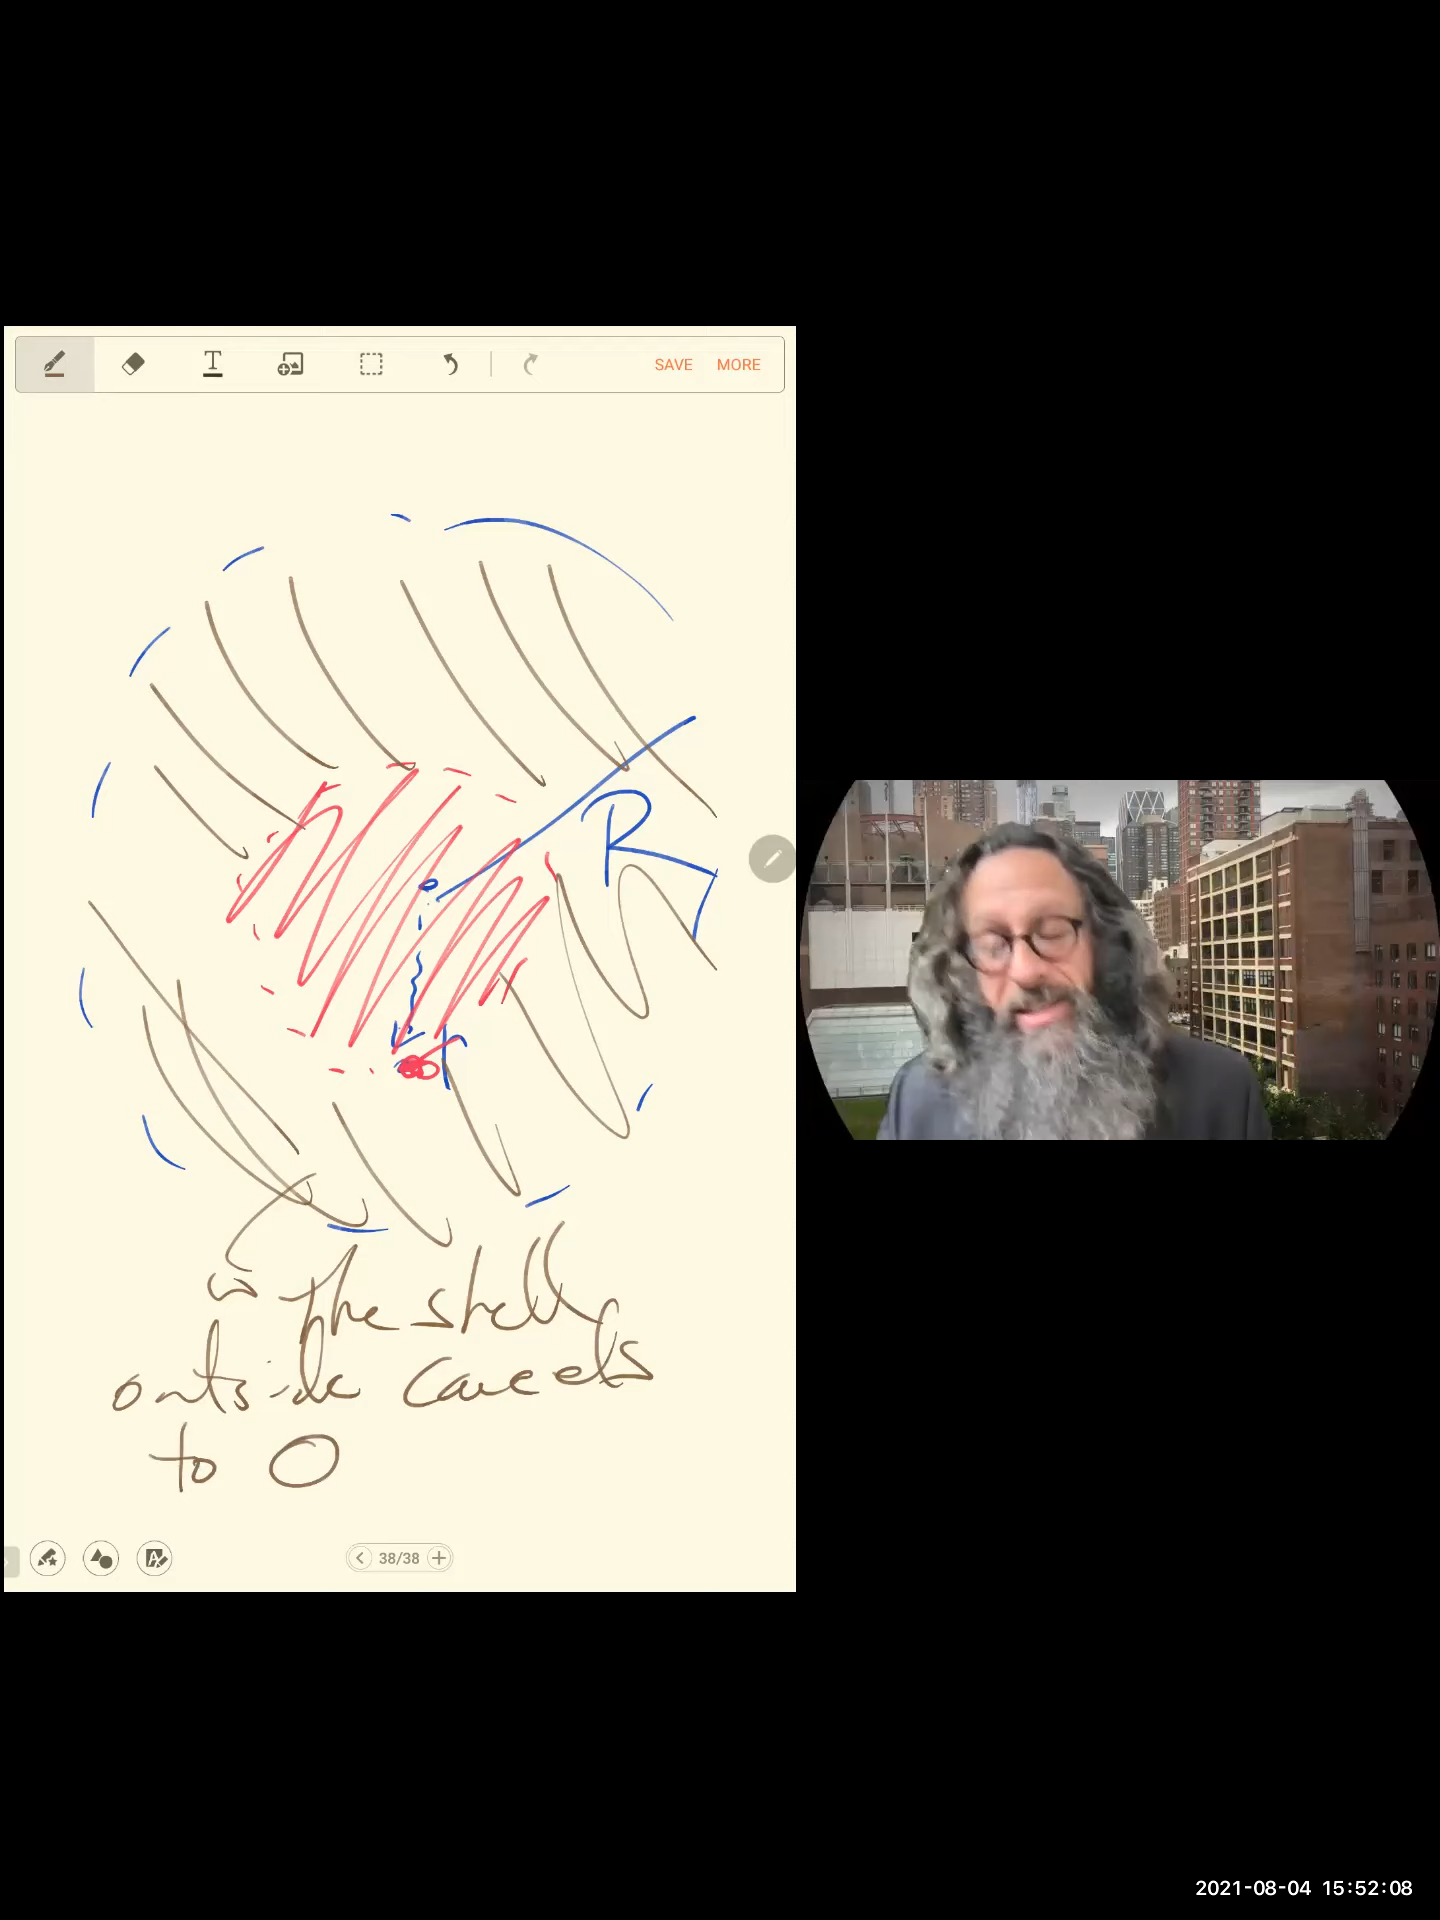 SAVE MORE
R
r
the shell
outside cancels
to 0
38/38
2021-08-04 15:52:08